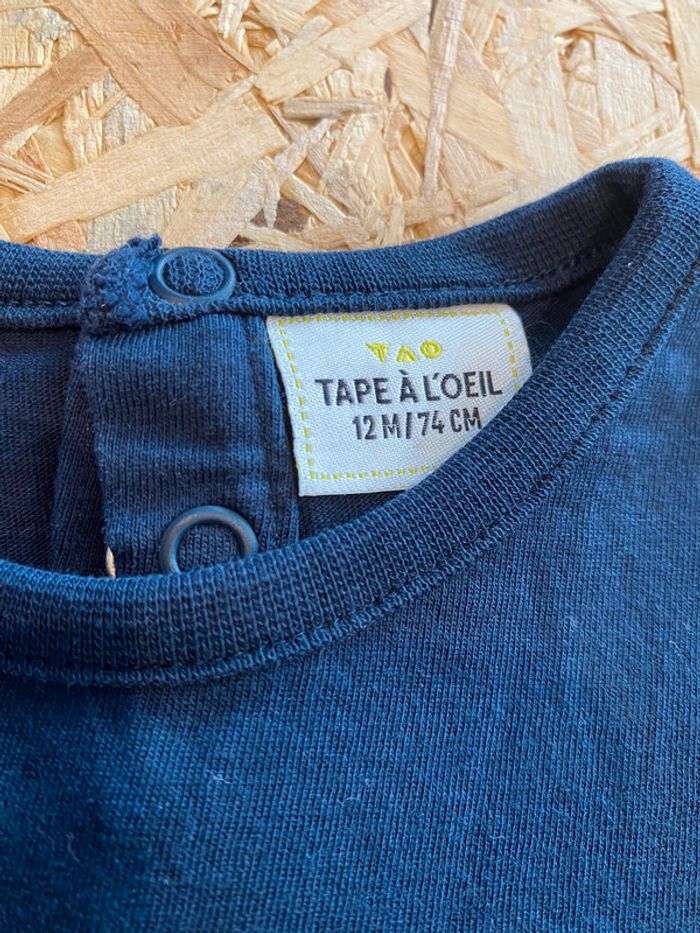 TAO
TAPE À L'OEIL
12 M/74 CM